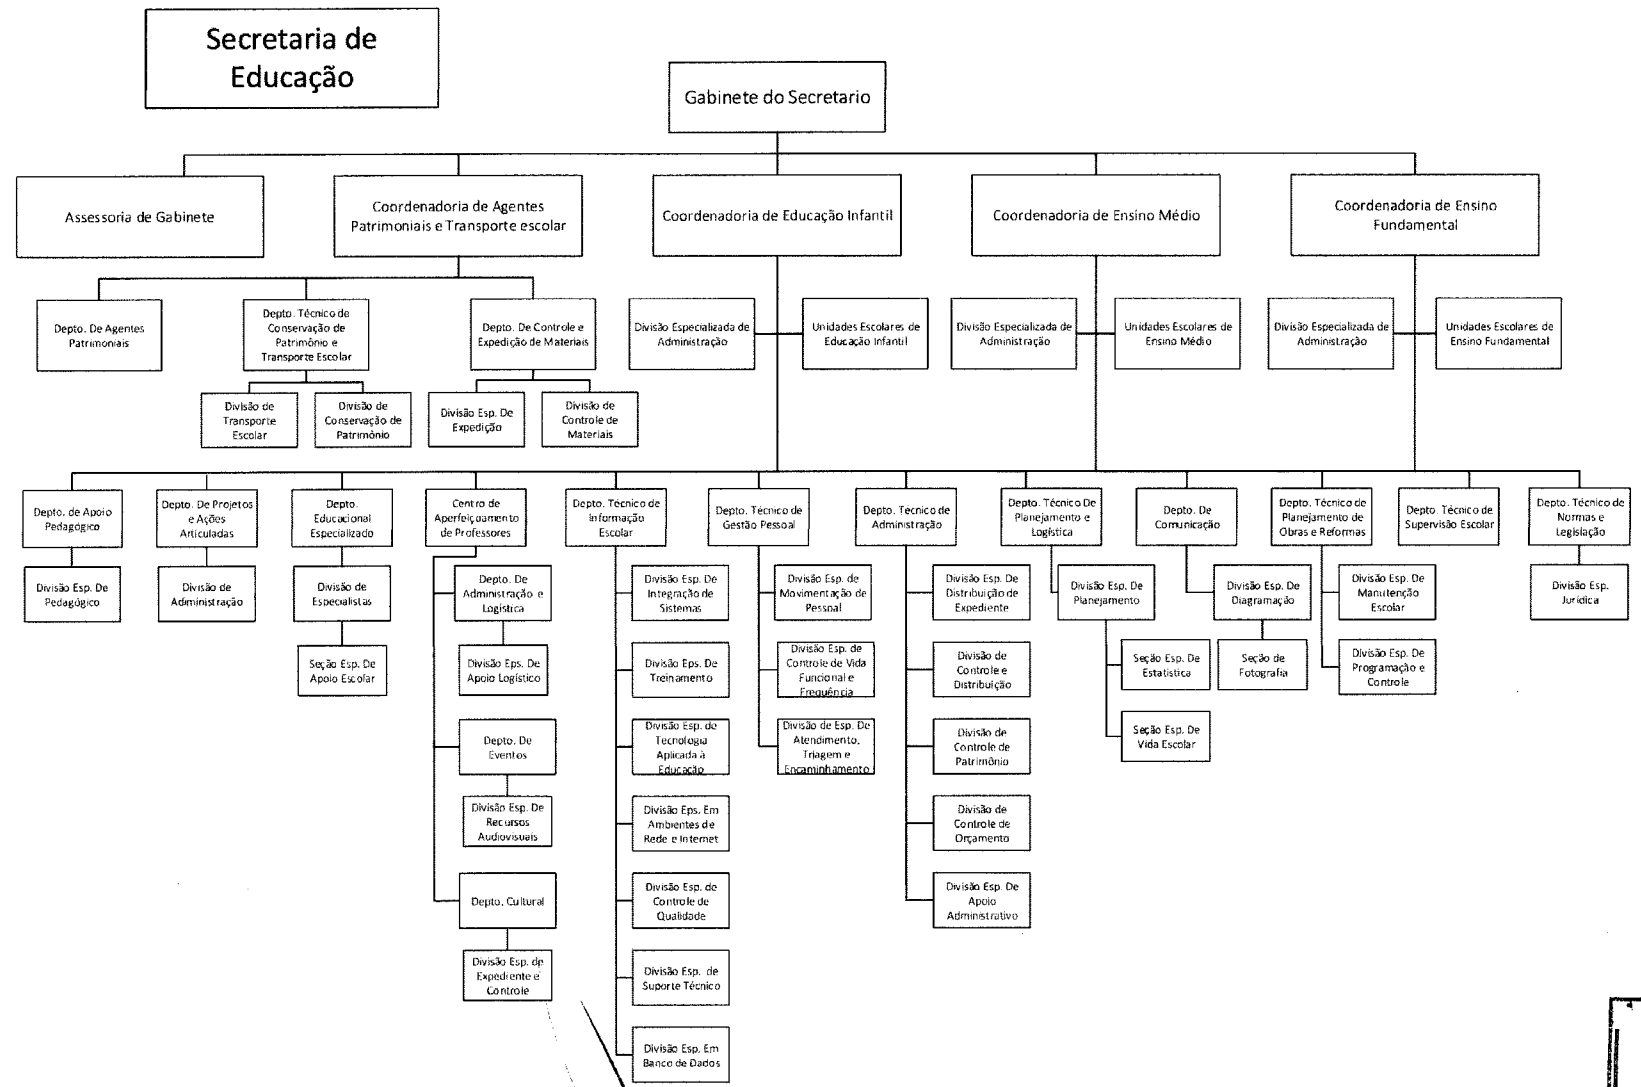 Secretaria de
Educação
Gabinete do Secretario
Assessoria de Gabinete
Coordenadoria de Agentes
Patrimoniais e Transporte escolar
Coordenadoria de Educação Infantil
Coordenadoria de Ensino Médio
Coordenadoria de Ensino
Fundamental
Depto. De Agentes
Patrimoniais
Depto. Técnico de
Conservação de
Patrimônio e
Transporte Escolar
Depto. De Controle e
Expedição de Materiais
Divisão Especializada de
Administração
Unidades Escolares de
Educação Infantil
Divisão Especializada de
Administração
Unidades Escolares de
Ensino Médio
Divisão Especializada de
Administração
Unidades Escolares de
Ensino Fundamental
Divisão de
Transporte
Escolar
Divisão de
Conservação de
Patrimônio
Divisão Esp. De
Expedição
Divisão de
Controle de
Materiais
Depto. de Apoio
Pedagógico
Depto. De Projetos
e Ações
Articuladas
Depto.
Educacional
Especializado
Centro de
Aperfeiçoamento
de Professores
Depto. Técnico de
Informação
Escolar
Depto. Técnico de
Gestão Pessoal
Depto. Técnico de
Administração
Depto. Técnico De
Planejamento e
Logística
Depto. De
Comunicação
Depto. Técnico de
Planejamento de
Obras e Reformas
Depto. Técnico de
Supervisão Escolar
Depto. Técnico de
Normas e
Legislação
Divisão Esp. De
Pedagógico
Divisão de
Administração
Divisão de
Especialistas
Seção Esp. De
Apoio Escolar
Depto. De
Administração e
Logística
Divisão Eps. De
Apoio Logístico
Depto. De
Eventos
Divisão Esp. De
Recursos
Audiovisuais
Depto. Cultural
Divisão Esp. de
Expediente e
Controle
Divisão Esp. De
Integração de
Sistemas
Divisão Eps. De
Treinamento
Divisão Esp. de
Tecnologia
Aplicada à
Educação
Divisão Eps. Em
Ambientes de
Rede e Internet
Divisão Esp. de
Controle de
Qualidade
Divisão Esp. de
Suporte Técnico
Divisão Esp. Em
Banco de Dados
Divisão Esp. de
Movimentação de
Pessoal
Divisão Esp. de
Controle de Vida
Funcional e
Frequência
Divisão de Esp. De
Atendimento,
Triagem e
Encaminhamento
Divisão Esp. De
Distribuição de
Expediente
Divisão de
Controle e
Distribuição
Divisão de
Controle de
Patrimônio
Divisão de
Controle de
Orçamento
Divisão Esp. De
Apoio
Administrativo
Divisão Esp. De
Planejamento
Seção Esp. De
Estatistica
Seção Esp. De
Vida Escolar
Divisão Esp. De
Diagramação
Seção de
Fotografia
Divisão Esp. De
Manutenção
Escolar
Divisão Esp. De
Programação e
Controle
Divisão Esp.
Jurídica